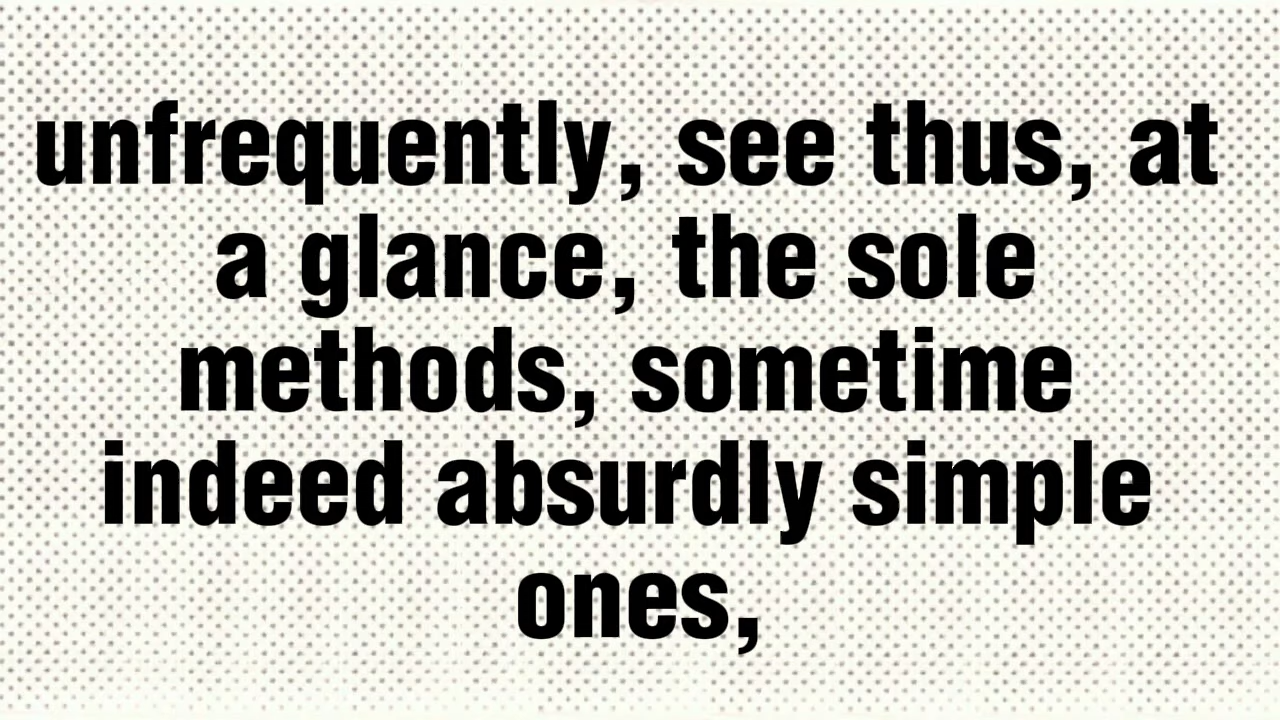 unfrequently, see thus, at
a glance, the sole
methods, sometime
indeed absurdly simple
ones,